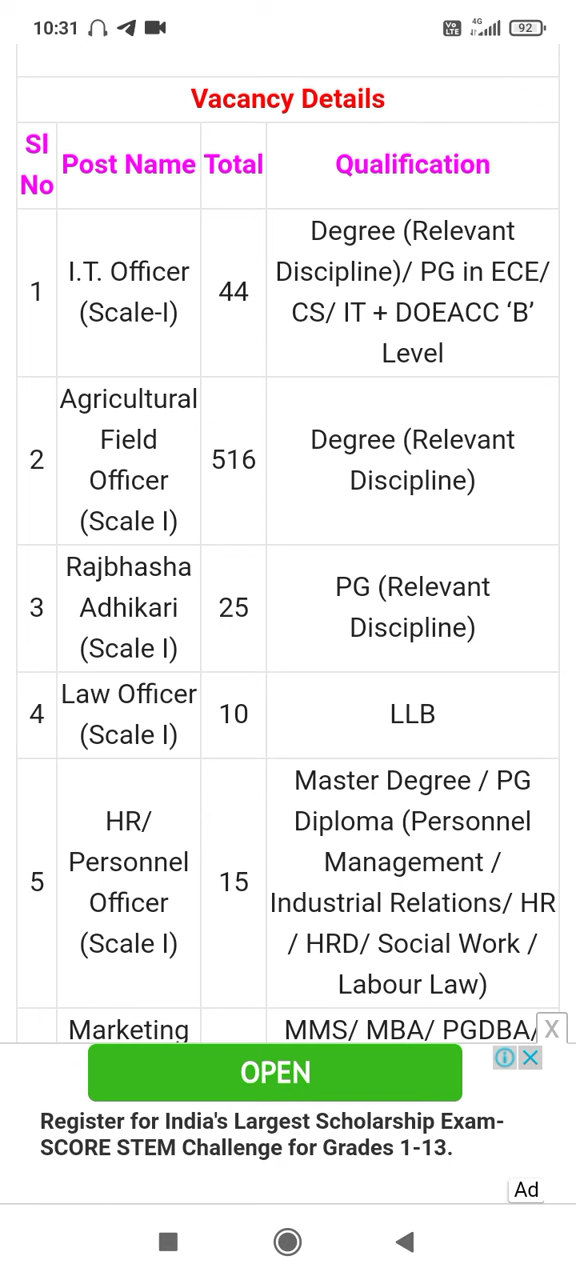 10:31
Vo LTE 4G 92
Vacancy Details
Sl
No
Post Name
Total
Qualification
1
I.T. Officer
(Scale-I)
44
Degree (Relevant
Discipline)/ PG in ECE/
CS/ IT + DOEACC ‘B’
Level
2
Agricultural
Field
Officer
(Scale I)
516
Degree (Relevant
Discipline)
3
Rajbhasha
Adhikari
(Scale I)
25
PG (Relevant
Discipline)
4
Law Officer
(Scale I)
10
LLB
5
HR/
Personnel
Officer
(Scale I)
15
Master Degree / PG
Diploma (Personnel
Management /
Industrial Relations/ HR
/ HRD/ Social Work /
Labour Law)
Marketing
MMS/ MBA/ PGDBA/
X
OPEN
Register for India's Largest Scholarship Exam-
SCORE STEM Challenge for Grades 1-13.
Ad